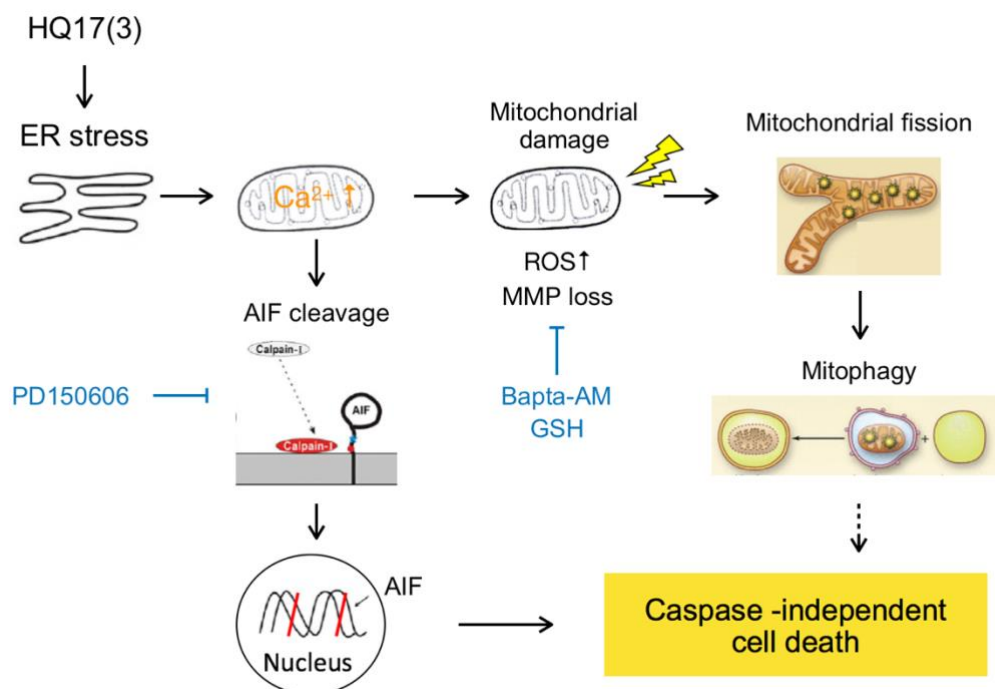 HQ17(3)
ER stress
Ca2+ ↑
Mitochondrial
damage
ROS↑
MMP loss
Bapta-AM
GSH
Mitochondrial fission
Mitophagy
+
AIF cleavage
Calpain-I
PD150606
AIF
Calpain-I
AIF
Nucleus
Caspase -independent
cell death